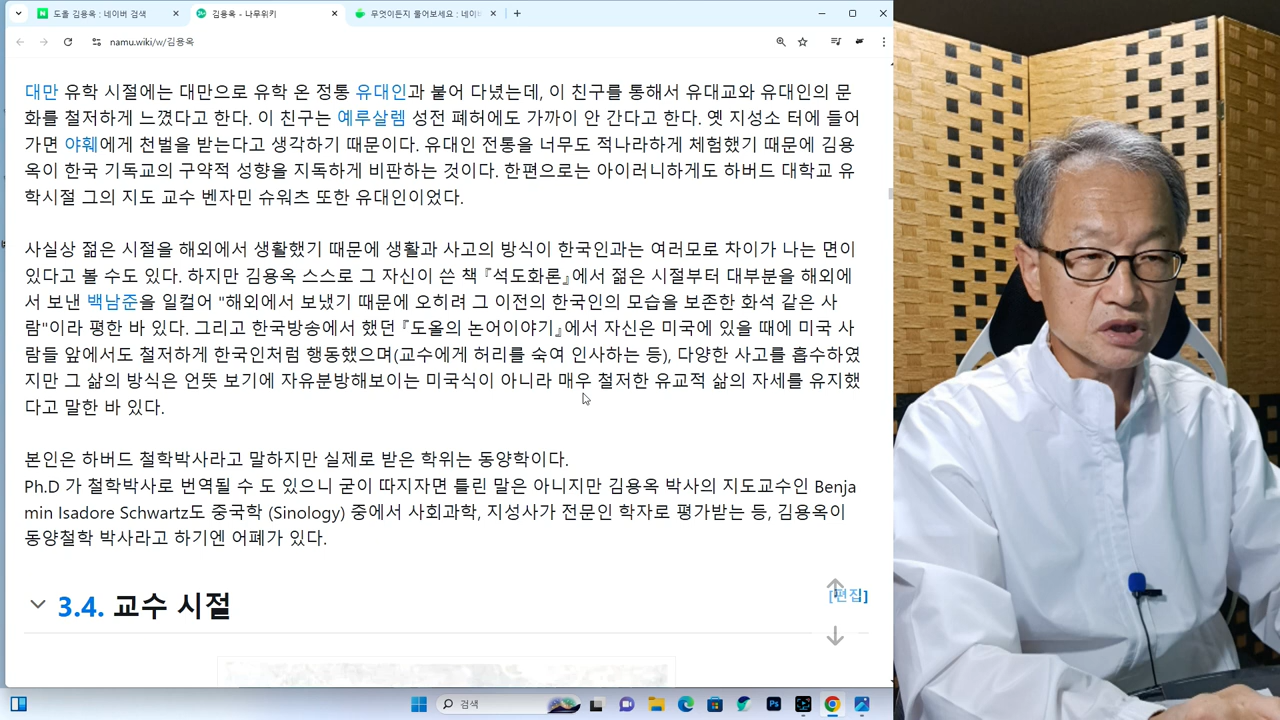 도올 김용옥 : 네이버 검색
김용옥 - 나무위키
무엇이든지 물어보세요 : 네이버
namu.wiki/w/김용옥
대만 유학 시절에는 대만으로 유학 온 정통 유대인과 붙어 다녔는데, 이 친구를 통해서 유대교와 유대인의 문
화를 철저하게 느꼈다고 한다. 이 친구는 예루살렘 성전 폐허에도 가까이 안 간다고 한다. 옛 지성소 터에 들어
가면 야훼에게 천벌을 받는다고 생각하기 때문이다. 유대인 전통을 너무도 적나라하게 체험했기 때문에 김용
옥이 한국 기독교의 구약적 성향을 지독하게 비판하는 것이다. 한편으로는 아이러니하게도 하버드 대학교 유
학시절 그의 지도 교수 벤자민 슈워츠 또한 유대인이었다.
사실상 젊은 시절을 해외에서 생활했기 때문에 생활과 사고의 방식이 한국인과는 여러모로 차이가 나는 면이
있다고 볼 수도 있다. 하지만 김용옥 스스로 그 자신이 쓴 책 『석도화론』에서 젊은 시절부터 대부분을 해외에
서 보낸 백남준을 일컬어 "해외에서 보냈기 때문에 오히려 그 이전의 한국인의 모습을 보존한 화석 같은 사
람"이라 평한 바 있다. 그리고 한국방송에서 했던 『도올의 논어이야기』에서 자신은 미국에 있을 때에 미국 사
람들 앞에서도 철저하게 한국인처럼 행동했으며(교수에게 허리를 숙여 인사하는 등), 다양한 사고를 흡수하였
지만 그 삶의 방식은 언뜻 보기에 자유분방해보이는 미국식이 아니라 매우 철저한 유교적 삶의 자세를 유지했
다고 말한 바 있다.
본인은 하버드 철학박사라고 말하지만 실제로 받은 학위는 동양학이다.
Ph.D 가 철학박사로 번역될 수 도 있으니 굳이 따지자면 틀린 말은 아니지만 김용옥 박사의 지도교수인 Benja
min Isadore Schwartz도 중국학 (Sinology) 중에서 사회과학, 지성사가 전문인 학자로 평가받는 등, 김용옥이
동양철학 박사라고 하기엔 어폐가 있다.
3.4. 교수 시절
[편집]
검색
Ps